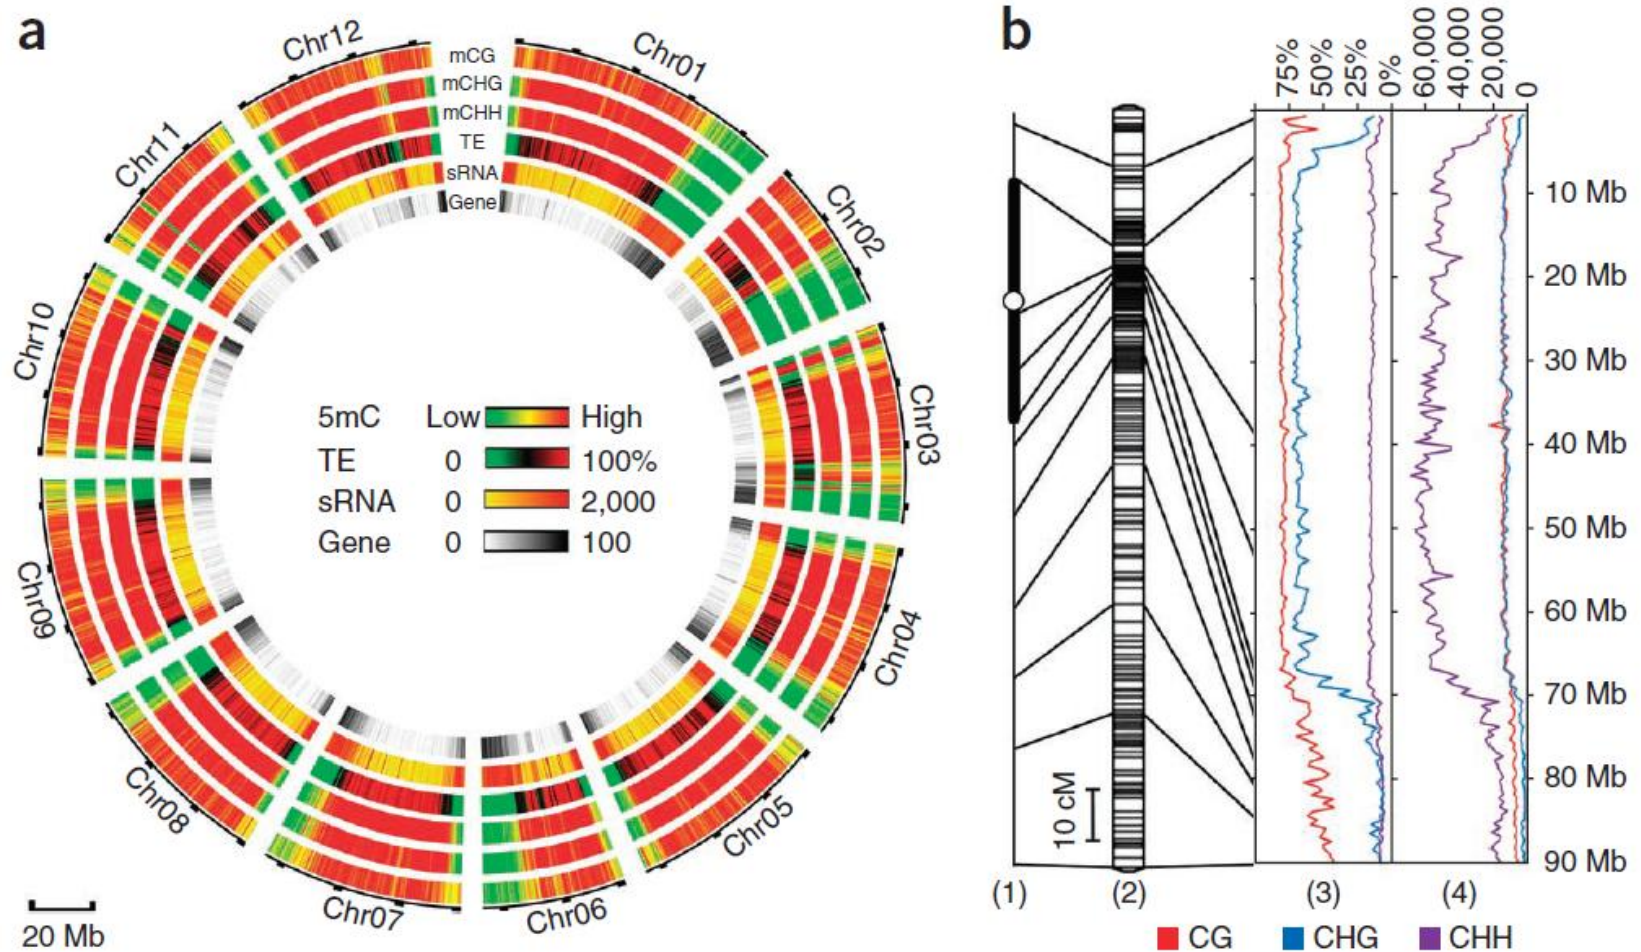 a
Chr12
Chr01
Chr02
Chr03
Chr04
Chr05
Chr06
Chr07
Chr08
Chr09
Chr10
Chr11
mCG
mCHG
mCHH
TE
sRNA
Gene
5mC Low High
TE 0 100%
sRNA 0 2,000
Gene 0 100
20 Mb
b
75% 50% 25% 0% 60,000 40,000 20,000 0
10 Mb
20 Mb
30 Mb
40 Mb
50 Mb
60 Mb
70 Mb
80 Mb
90 Mb
10 cM
(1) (2) (3) (4)
CG CHG CHH